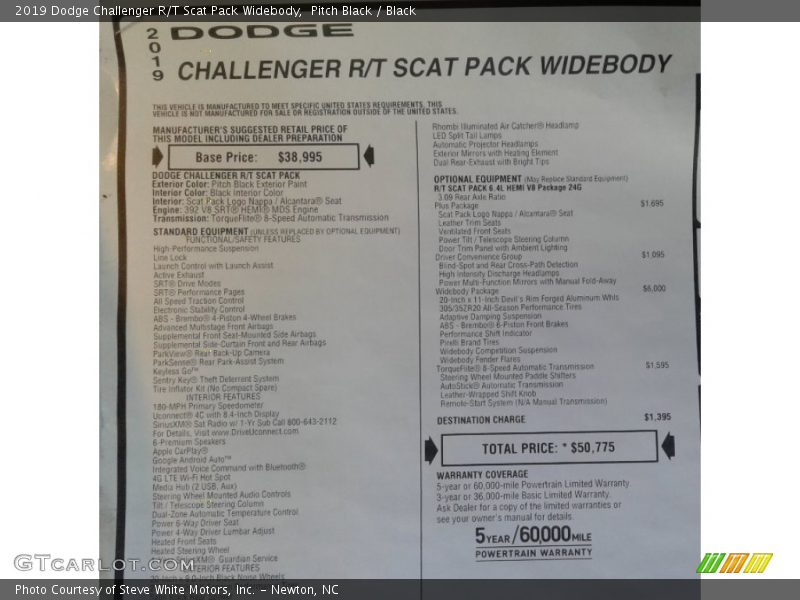 2019 Dodge Challenger R/T Scat Pack Widebody, Pitch Black / Black
2019
DODGE
CHALLENGER R/T SCAT PACK WIDEBODY
THIS VEHICLE IS MANUFACTURED TO MEET SPECIFIC UNITED STATES REQUIREMENTS. THIS
VEHICLE IS NOT MANUFACTURED FOR SALE OR REGISTRATION OUTSIDE OF THE UNITED STATES.
MANUFACTURER'S SUGGESTED RETAIL PRICE OF
THIS MODEL INCLUDING DEALER PREPARATION
Base Price: $38,995
DODGE CHALLENGER R/T SCAT PACK
Exterior Color: Pitch Black Exterior Paint
Interior Color: Black Interior Color
Interior: Scat Pack Logo Nappa / Alcantara® Seat
Engine: 392 V8 SRT® HEMI® MDS Engine
Transmission: TorqueFlite® 8-Speed Automatic Transmission
STANDARD EQUIPMENT (UNLESS REPLACED BY OPTIONAL EQUIPMENT)
FUNCTIONAL/SAFETY FEATURES
High-Performance Suspension
Line Lock
Launch Control with Launch Assist
Active Exhaust
SRT® Drive Modes
SRT® Performance Pages
All Speed Traction Control
Electronic Stability Control
ABS - Brembo® 4-Piston 4-Wheel Brakes
Advanced Multistage Front Airbags
Supplemental Front Seat-Mounted Side Airbags
Supplemental Side-Curtain Front and Rear Airbags
ParkView® Rear Back-Up Camera
ParkSense® Rear Park-Assist System
Keyless Go™
Sentry Key® Theft Deterrent System
Tire Inflator Kit (No Compact Spare)
INTERIOR FEATURES
180-MPH Primary Speedometer
Uconnect® 4C with 8.4-Inch Display
SiriusXM® Sat Radio w/ 1-Yr Sub Call 800-643-2112
For Details, Visit www.DriveUconnect.com
6-Premium Speakers
Apple CarPlay®
Google Android Auto™
Integrated Voice Command with Bluetooth®
4G LTE Wi-Fi Hot Spot
Media Hub (2 USB, Aux)
Steering Wheel Mounted Audio Controls
Tilt / Telescope Steering Column
Dual-Zone Automatic Temperature Control
Power 6-Way Driver Seat
Power 4-Way Driver Lumbar Adjust
Heated Front Seats
Heated Steering Wheel
SiriusXM® Guardian Service
EXTERIOR FEATURES
20-Inch x 9.0-Inch Black Noise Wheels
Rhombi Illuminated Air Catcher® Headlamp
LED Split Tail Lamps
Automatic Projector Headlamps
Exterior Mirrors with Heating Element
Dual Rear Exhaust with Bright Tips
OPTIONAL EQUIPMENT (May Replace Standard Equipment)
R/T SCAT PACK 6.4L HEMI V8 Package 24G
3.09 Rear Axle Ratio
Plus Package $1,695
Scat Pack Logo Nappa / Alcantara® Seat
Leather Trim Seats
Ventilated Front Seats
Power Tilt / Telescope Steering Column
Door Trim Panel with Ambient Lighting
Driver Convenience Group $1,095
Blind-Spot and Rear Cross-Path Detection
High Intensity Discharge Headlamps
Power Multi-Function Mirrors with Manual Fold-Away
Widebody Package $6,000
20-Inch x 11-Inch Devil's Rim Forged Aluminum Whls
305/35ZR20 All-Season Performance Tires
Adaptive Damping Suspension
ABS - Brembo® 6-Piston Front Brakes
Performance Shift Indicator
Pirelli Brand Tires
Widebody Competition Suspension
Widebody Fender Flares
TorqueFlite® 8-Speed Automatic Transmission $1,595
Steering Wheel Mounted Paddle Shifters
AutoStick® Automatic Transmission
Leather-Wrapped Shift Knob
Remote-Start System (N/A Manual Transmission)
DESTINATION CHARGE $1,395
TOTAL PRICE: * $50,775
WARRANTY COVERAGE
5-year or 60,000-mile Powertrain Limited Warranty.
3-year or 36,000-mile Basic Limited Warranty.
Ask Dealer for a copy of the limited warranties or
see your owner's manual for details.
5YEAR/60,000MILE
POWERTRAIN WARRANTY
GTcarlot.com
Photo Courtesy of Steve White Motors, Inc. – Newton, NC